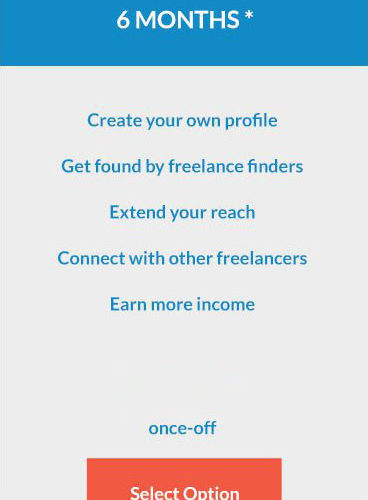 6 MONTHS *
Create your own profile
Get found by freelance finders
Extend your reach
Connect with other freelancers
Earn more income
once-off
Select Option